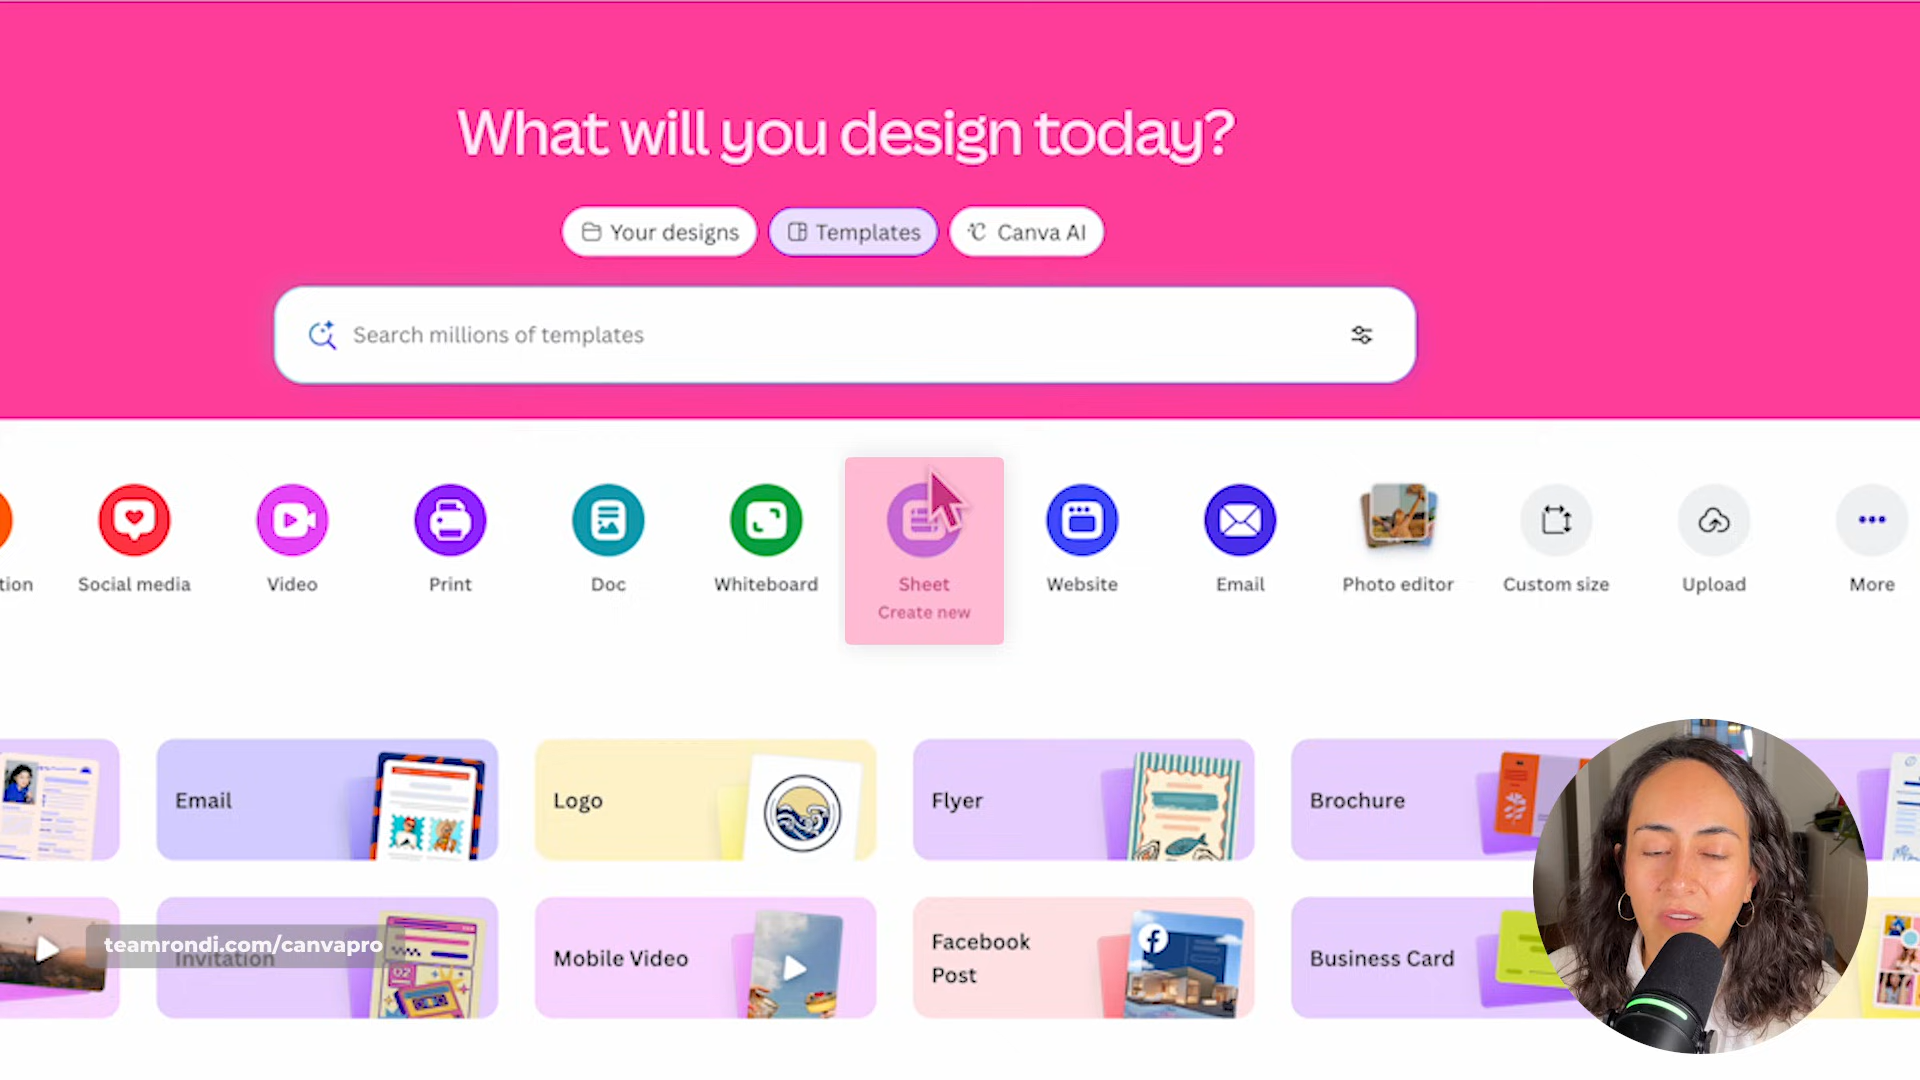 What will you design today?
Your designs
Templates
Canva AI
Search millions of templates
tion
Social media
Video
Print
Doc
Whiteboard
Sheet
Create new
Website
Email
Photo editor
Custom size
Upload
More
Email
Logo
Flyer
Brochure
teamrondi.com/canvapro
Invitation
02
Mobile Video
Facebook
Post
Business Card